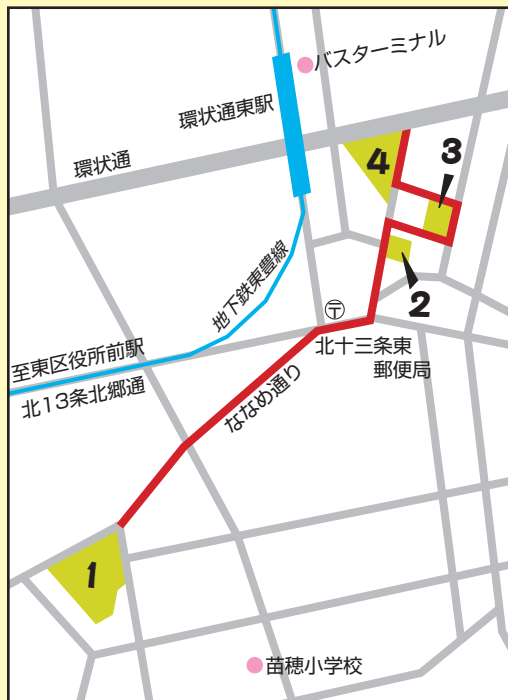 バスターミナル
環状通東駅
環状通
4
3
2
地下鉄東豊線
〒
北十三条東
郵便局
至東区役所前駅
北13条北郷通
ななめ通り
1
苗穂小学校